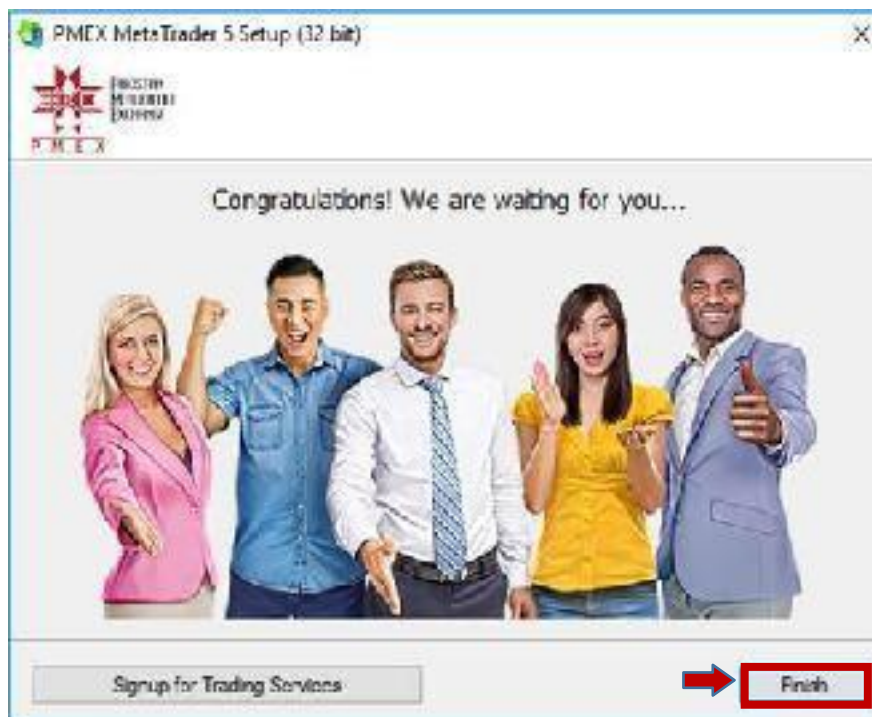 PMEX MetaTrader 5 Setup (32 bit)
PMEX
Congratulations! We are waiting for you...
Signup for Trading Services
Finish